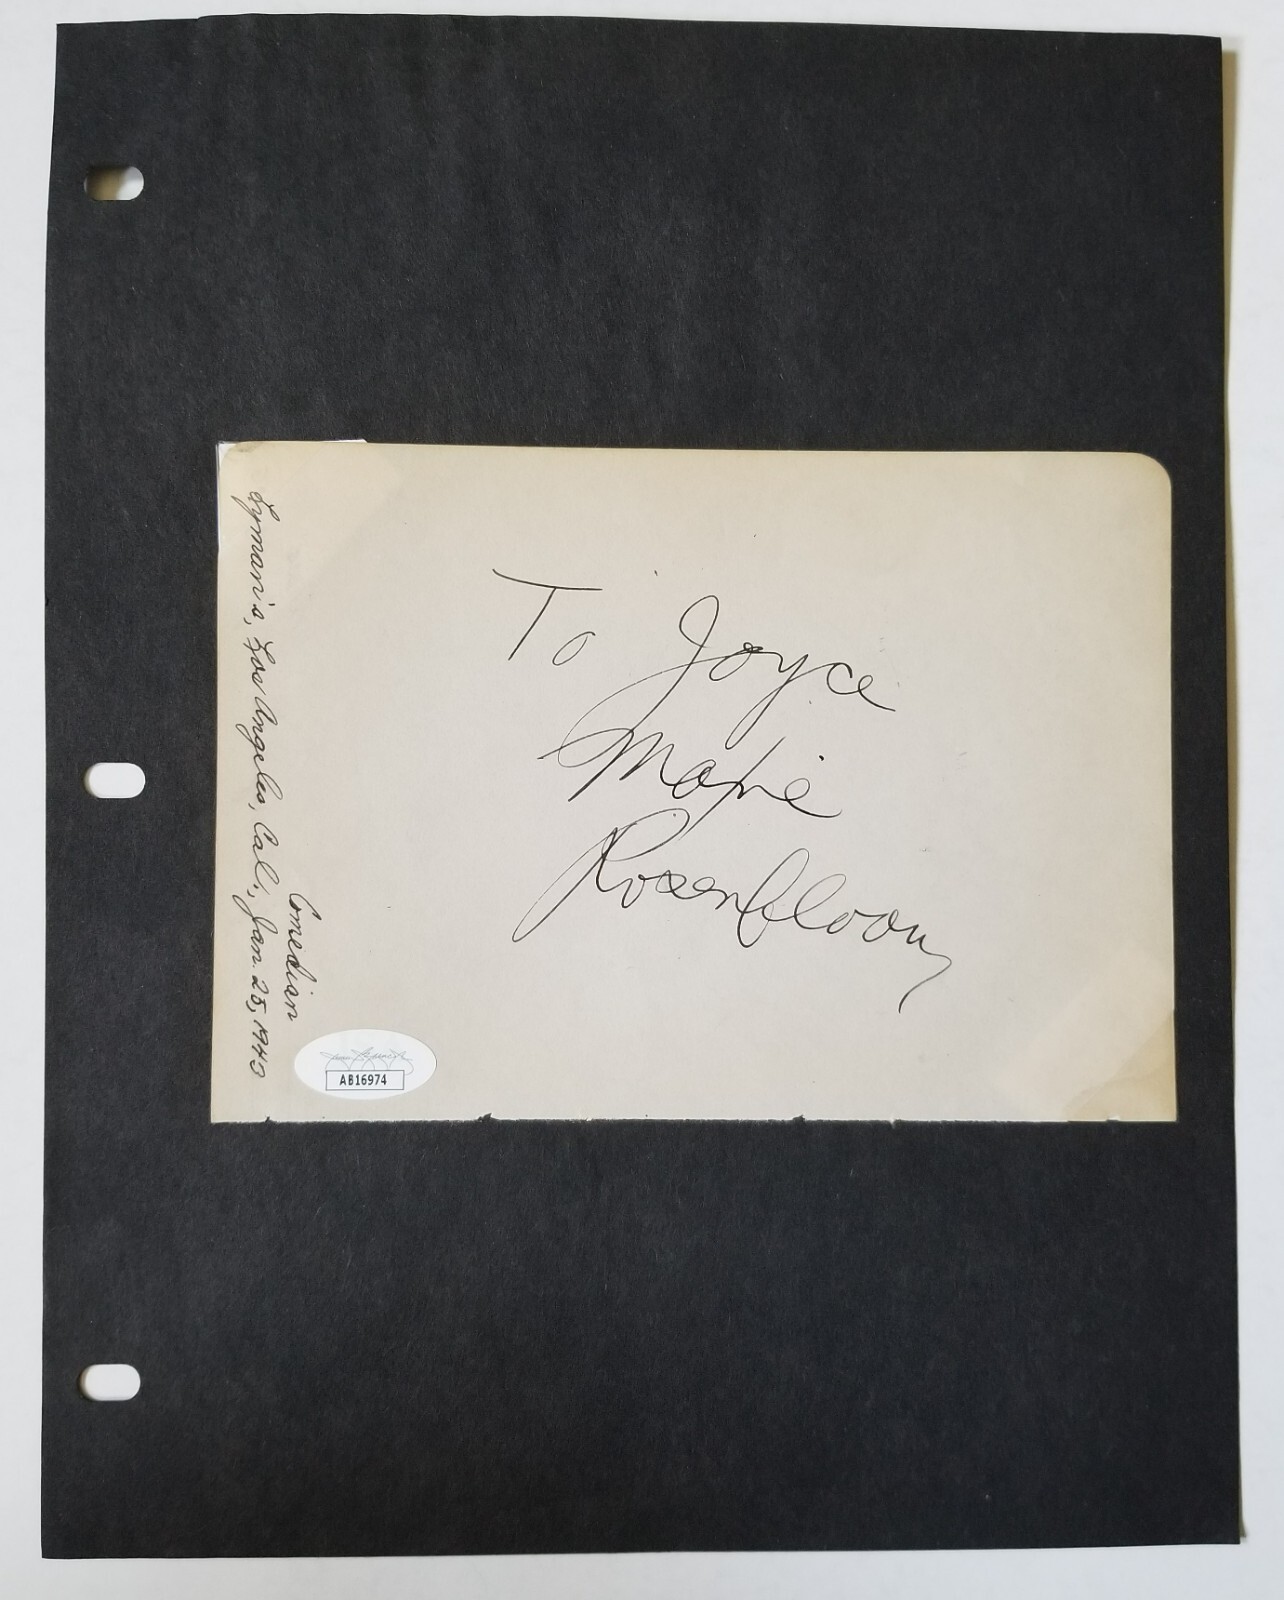 To Joyce
Maxie
Rosenbloom
Lyman's, Los Angeles, Cal., Jan. 25, 1943
Comedian
AB16974